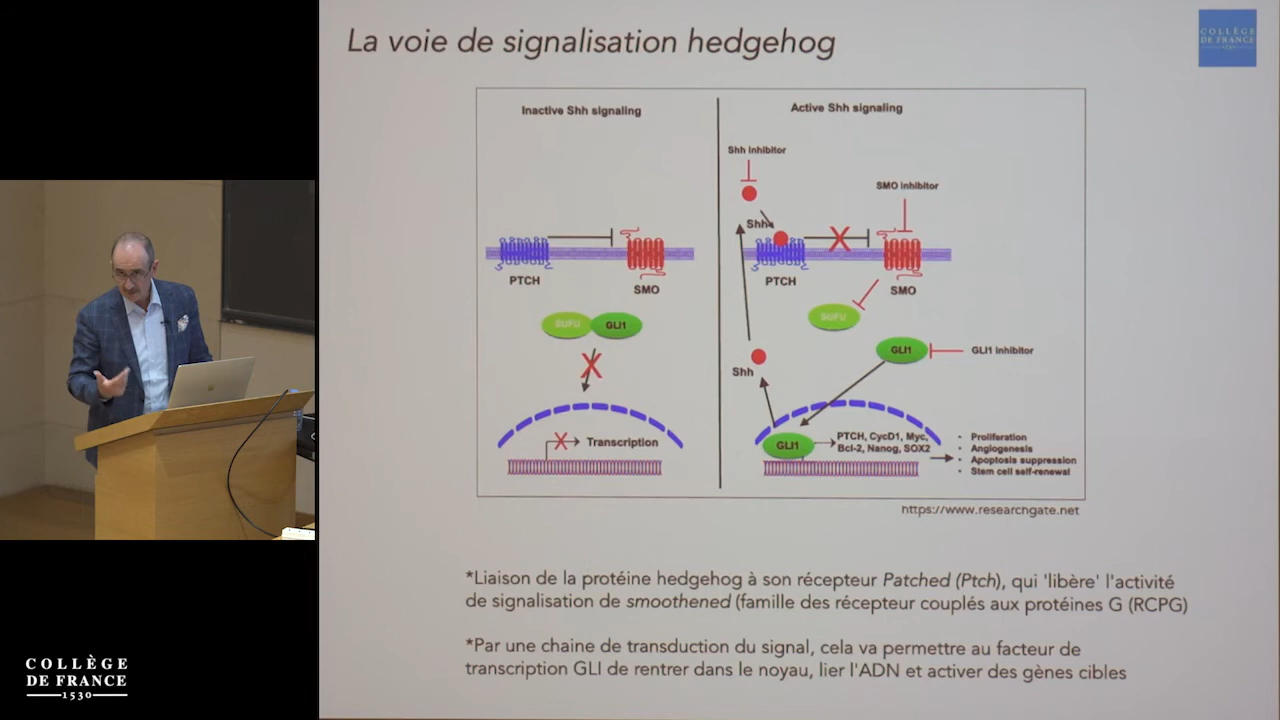 La voie de signalisation hedgehog
COLLÈGE
DE FRANCE
1530
Inactive Shh signaling
Active Shh signaling
Shh inhibitor
SMO inhibitor
Shh
PTCH
SMO
PTCH
SMO
SUFU
GLI1
SUFU
GLI1
GLI1 inhibitor
Shh
Transcription
GLI1
PTCH, CycD1, Myc,
Bcl-2, Nanog, SOX2
• Proliferation
• Angiogenesis
• Apoptosis suppression
• Stem cell self-renewal
https://www.researchgate.net
*Liaison de la protéine hedgehog à son récepteur Patched (Ptch), qui 'libère' l'activité
de signalisation de smoothened (famille des récepteur couplés aux protéines G (RCPG)
*Par une chaine de transduction du signal, cela va permettre au facteur de
transcription GLI de rentrer dans le noyau, lier l'ADN et activer des gènes cibles
COLLÈGE
DE FRANCE
1530